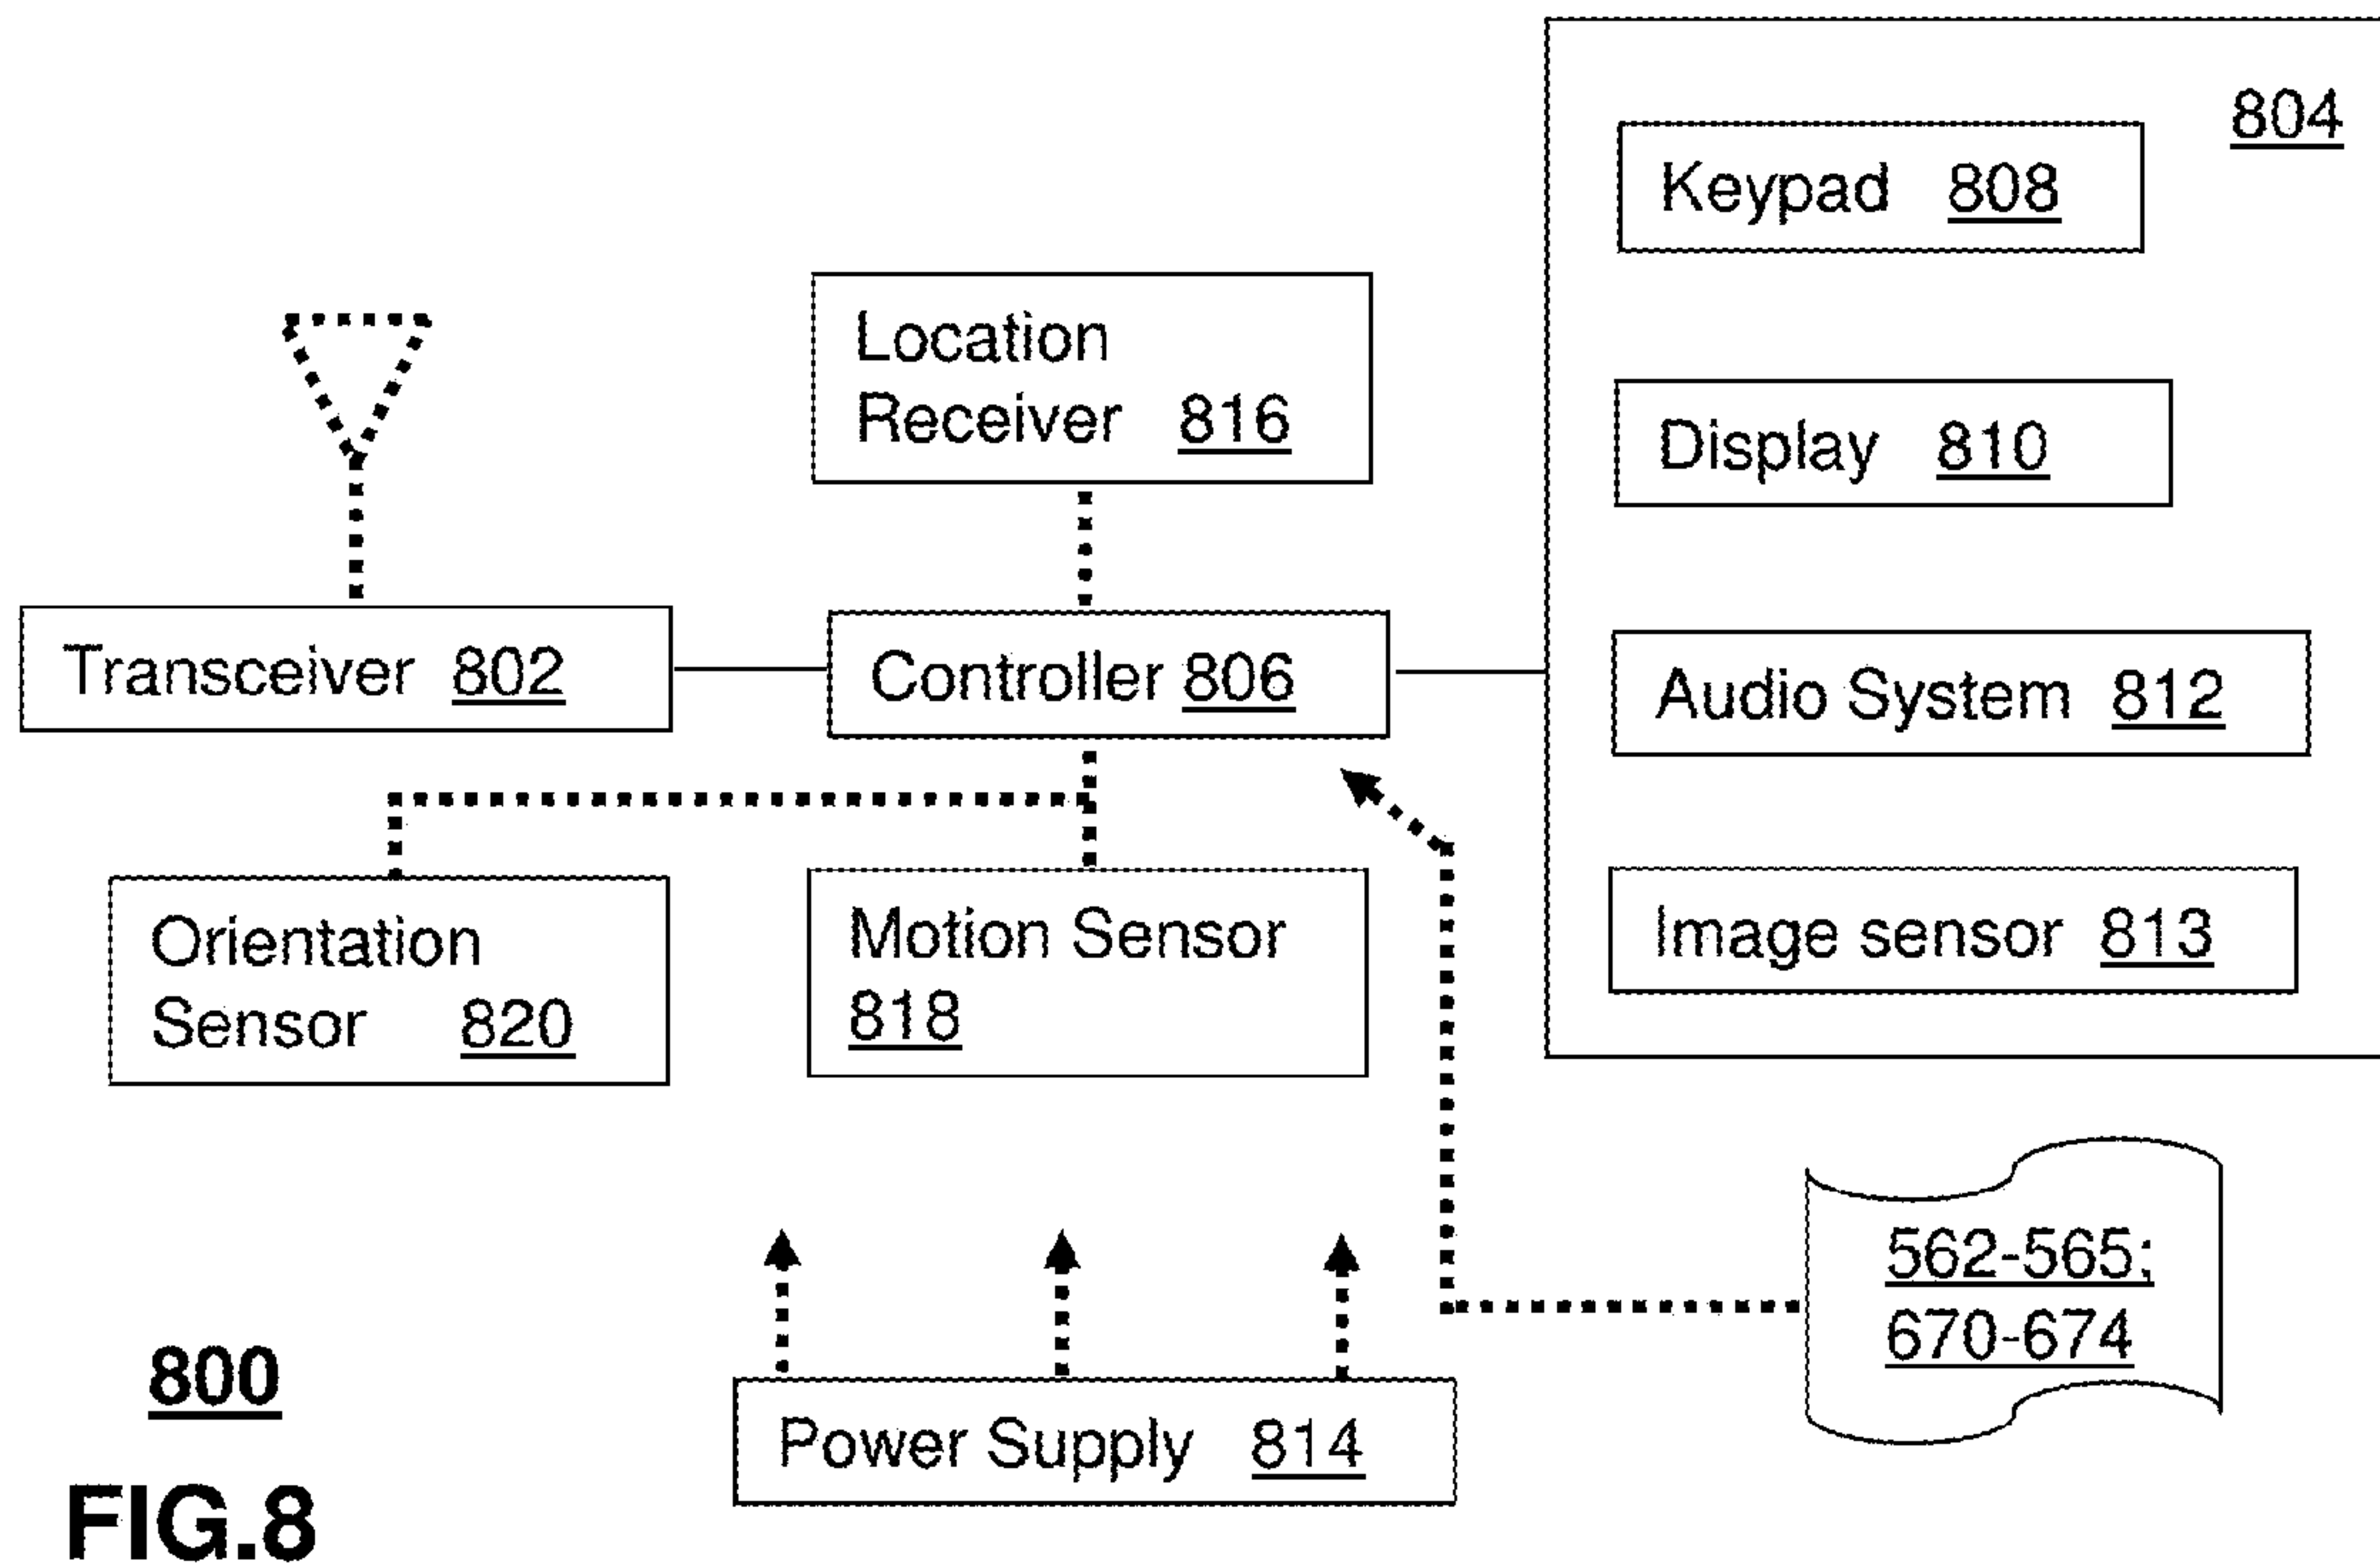 804
Keypad 808
Location
Receiver 816
Display 810
Transceiver 802
Controller 806
Audio System 812
Orientation
Sensor 820
Motion Sensor
818
Image sensor 813
562-565;
670-674
Power Supply 814
800
FIG.8